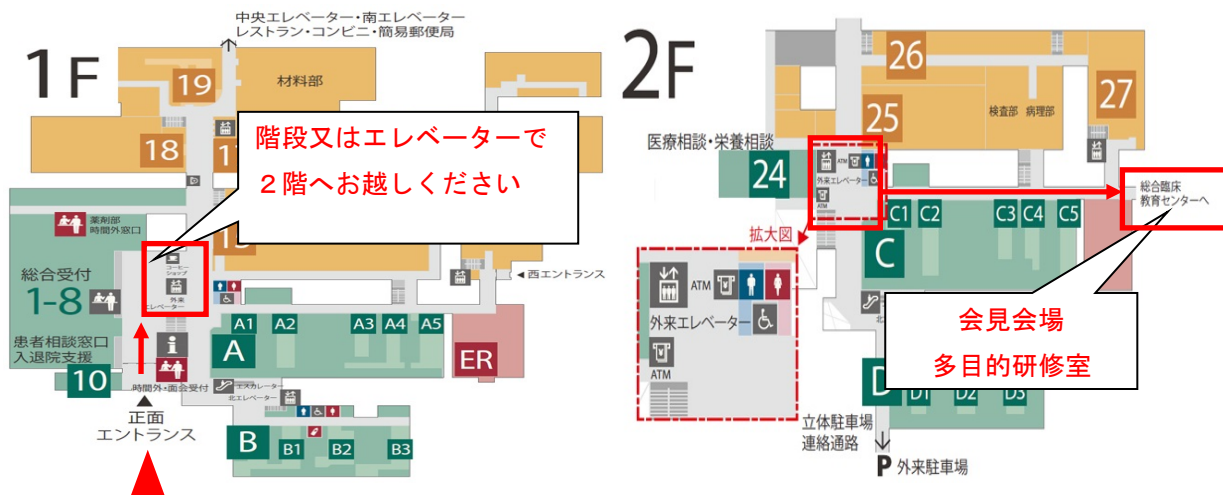 中央エレベーター・南エレベーター
レストラン・コンビニ・簡易郵便局
1F
19
材料部
18
階段又はエレベーターで
２階へお越しください
薬剤部
時間外窓口
総合受付
1-8
コーヒー
ショップ
外来
エレベーター
西エントランス
患者相談窓口
入退院支援
10
時間外・面会受付
正面
エントランス
A1
A2
A3
A4
A5
A
ER
エスカレーター
北エレベーター
B
B1
B2
B3
2F
26
27
25
検査部
病理部
医療相談・栄養相談
24
ATM
外来エレベーター
ATM
総合臨床
教育センターへ
C1
C2
C3
C4
C5
C
拡大図
ATM
外来エレベーター
ATM
会見会場
多目的研修室
D
D1
D2
D3
立体駐車場
連絡通路
P 外来駐車場